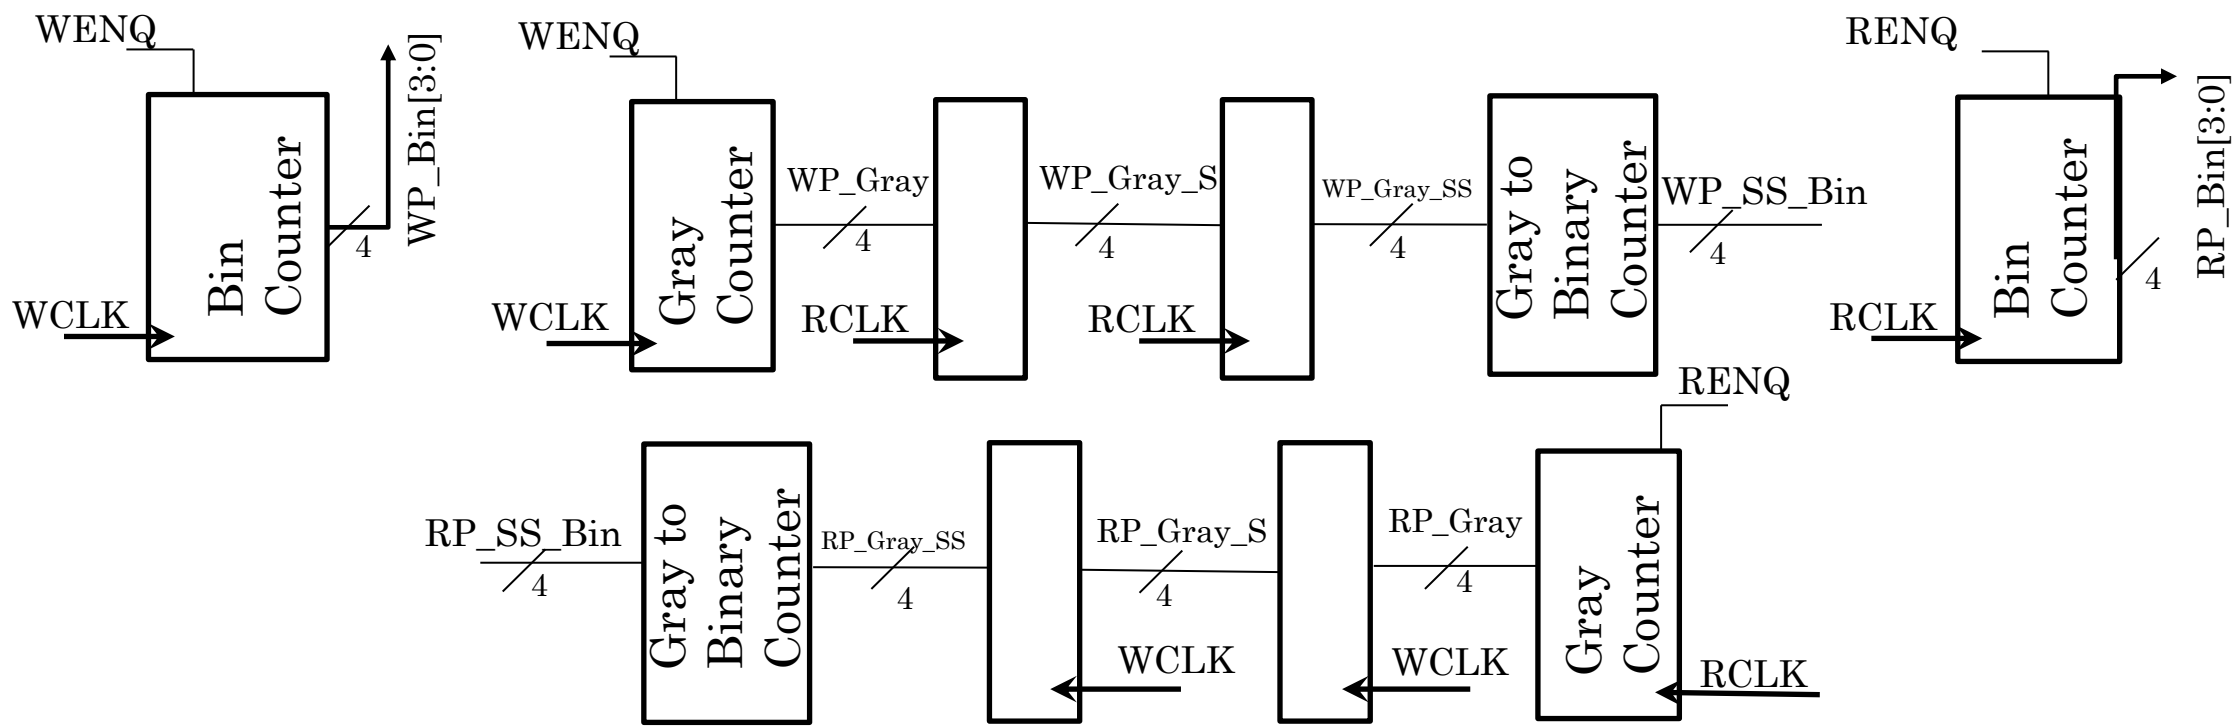 WENQ
WP_Bin[3:0]
Bin
Counter
4
WCLK
WENQ
Gray
Counter
WCLK
WP_Gray
4
RCLK
WP_Gray_S
4
RCLK
WP_Gray_SS
4
Gray to
Binary
Counter
WP_SS_Bin
4
RENQ
Bin
Counter
RCLK
4
RP_Bin[3:0]
RP_SS_Bin
4
Gray to
Binary
Counter
RP_Gray_SS
4
RP_Gray_S
4
WCLK
RP_Gray
4
WCLK
Gray
Counter
RENQ
RCLK